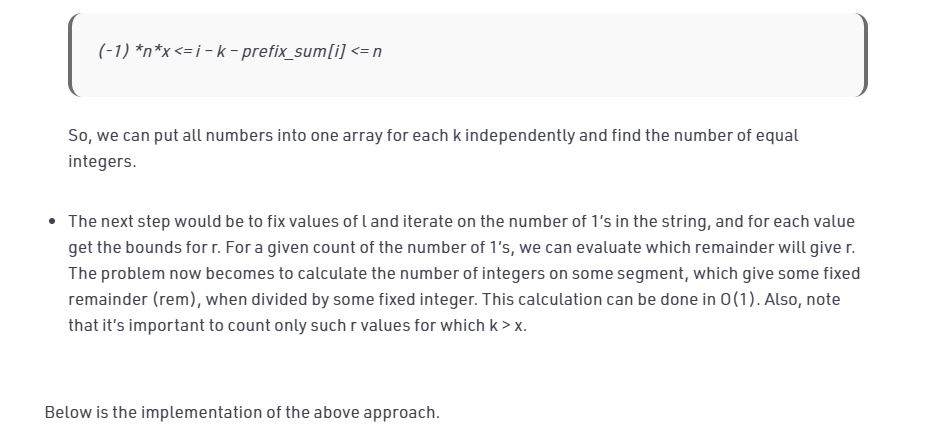 (-1) *n*x <= i – k – prefix_sum[i] <= n
So, we can put all numbers into one array for each k independently and find the number of equal
integers.
• The next step would be to fix values of l and iterate on the number of 1’s in the string, and for each value
get the bounds for r. For a given count of the number of 1’s, we can evaluate which remainder will give r.
The problem now becomes to calculate the number of integers on some segment, which give some fixed
remainder (rem), when divided by some fixed integer. This calculation can be done in O(1). Also, note
that it’s important to count only such r values for which k > x.
Below is the implementation of the above approach.